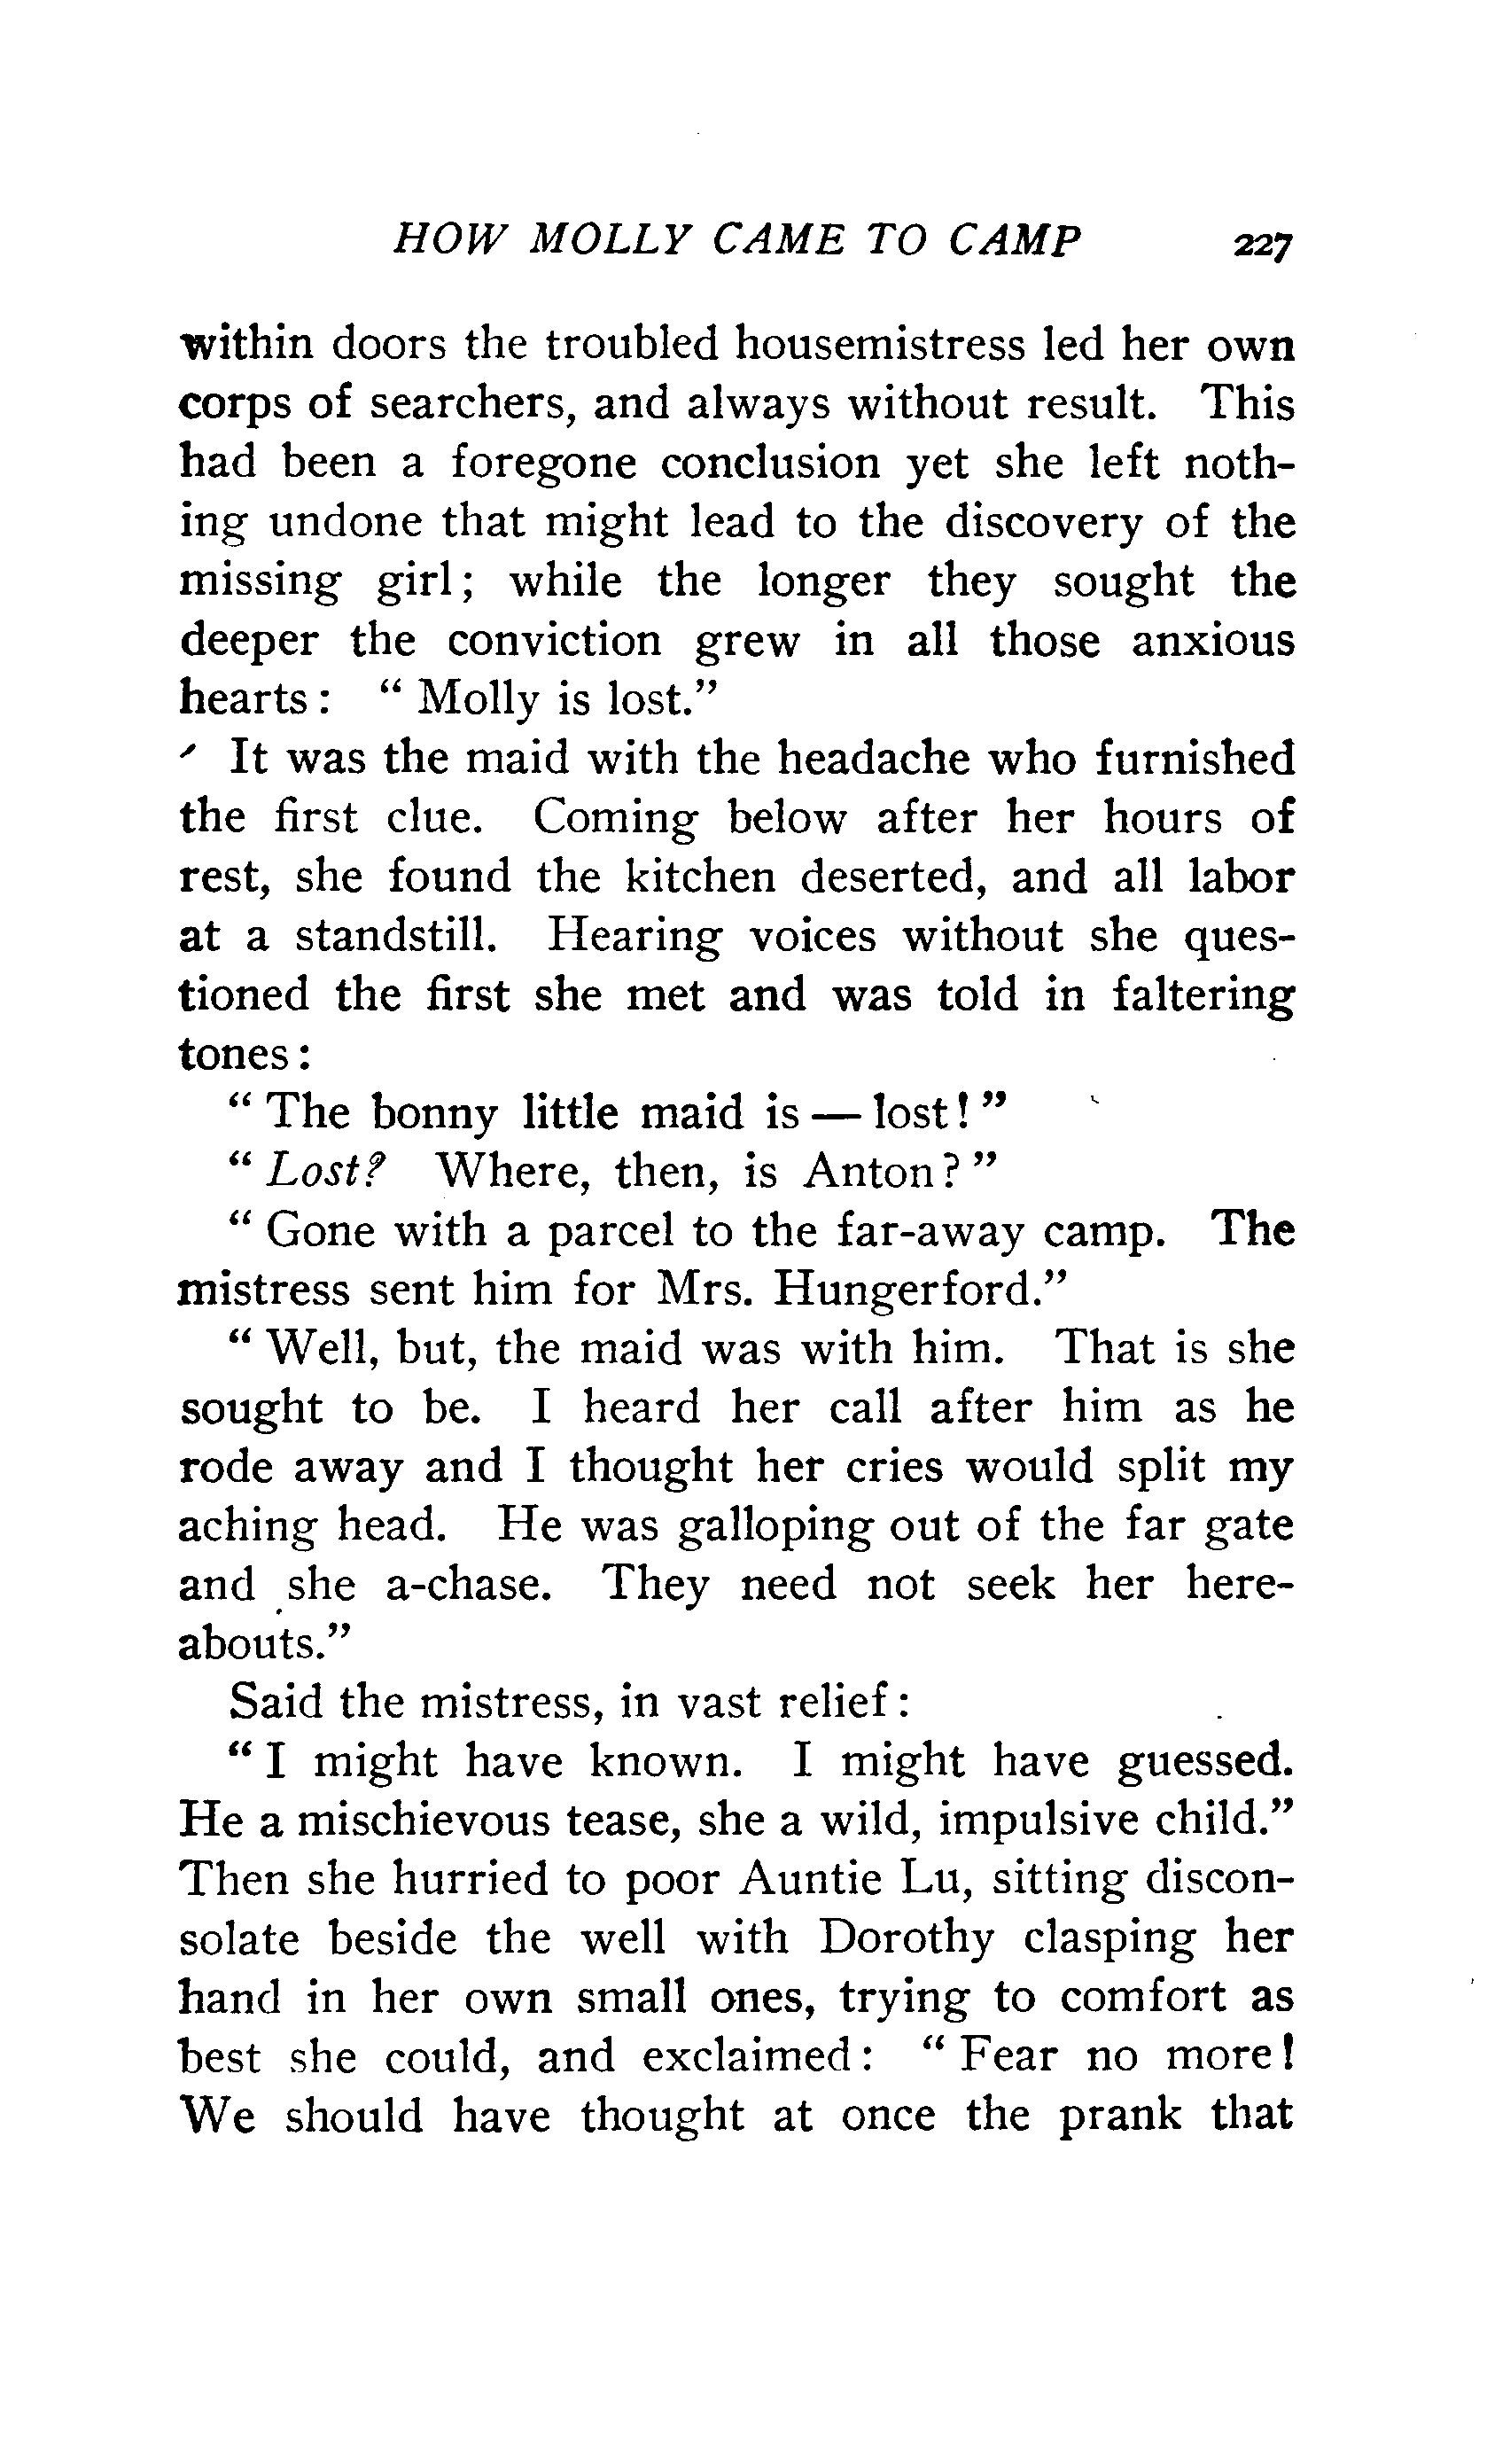 HOW MOLLY CAME TO CAMP 227
within doors the troubled housemistress led her own
corps of searchers, and always without result. This
had been a foregone conclusion yet she left noth-
ing undone that might lead to the discovery of the
missing girl; while the longer they sought the
deeper the conviction grew in all those anxious
hearts: "Molly is lost."
It was the maid with the headache who furnished
the first clue. Coming below after her hours of
rest, she found the kitchen deserted, and all labor
at a standstill. Hearing voices without she ques-
tioned the first she met and was told in faltering
tones:
"The bonny little maid is—lost!"
"Lost? Where, then, is Anton?"
"Gone with a parcel to the far-away camp. The
mistress sent him for Mrs. Hungerford."
"Well, but, the maid was with him. That is she
sought to be. I heard her call after him as he
rode away and I thought her cries would split my
aching head. He was galloping out of the far gate
and she a-chase. They need not seek her here-
abouts."
Said the mistress, in vast relief:
"I might have known. I might have guessed.
He a mischievous tease, she a wild, impulsive child."
Then she hurried to poor Auntie Lu, sitting discon-
solate beside the well with Dorothy clasping her
hand in her own small ones, trying to comfort as
best she could, and exclaimed: "Fear no more!
We should have thought at once the prank that